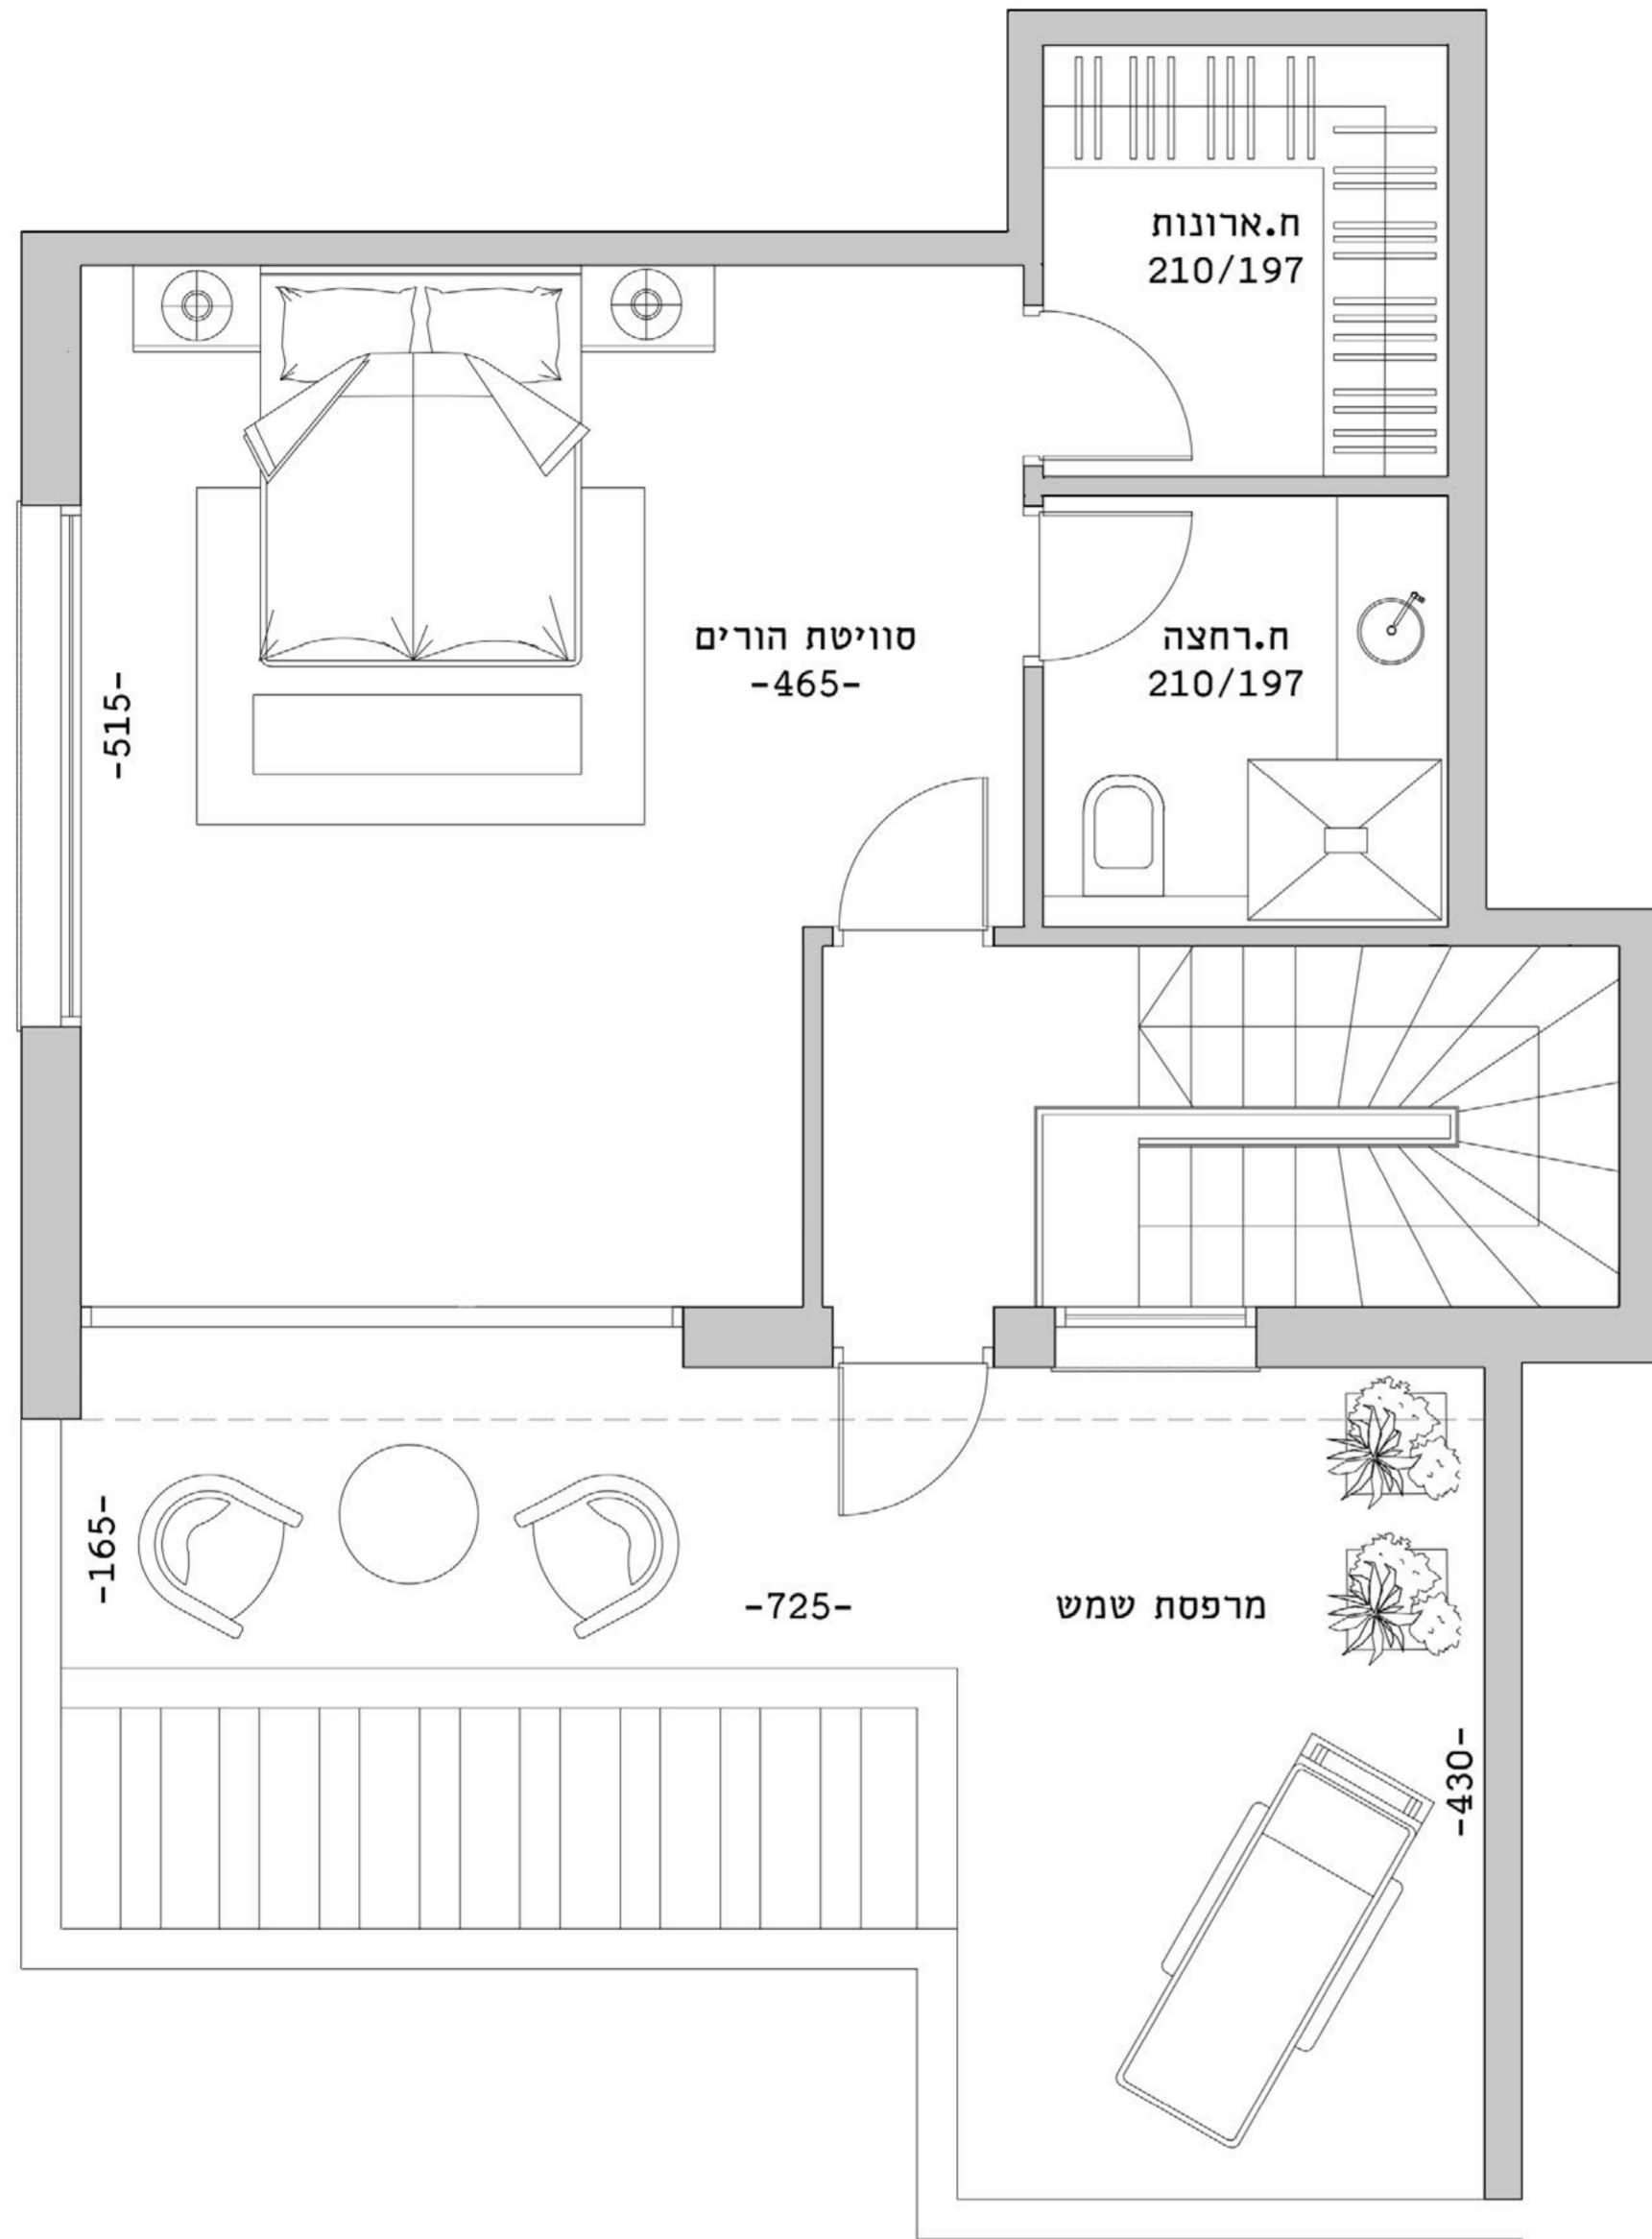 ח.ארונות
210/197
סוויטת הורים
-465-
ח.רחצה
210/197
-515-
-165-
-725-
מרפסת שמש
-430-